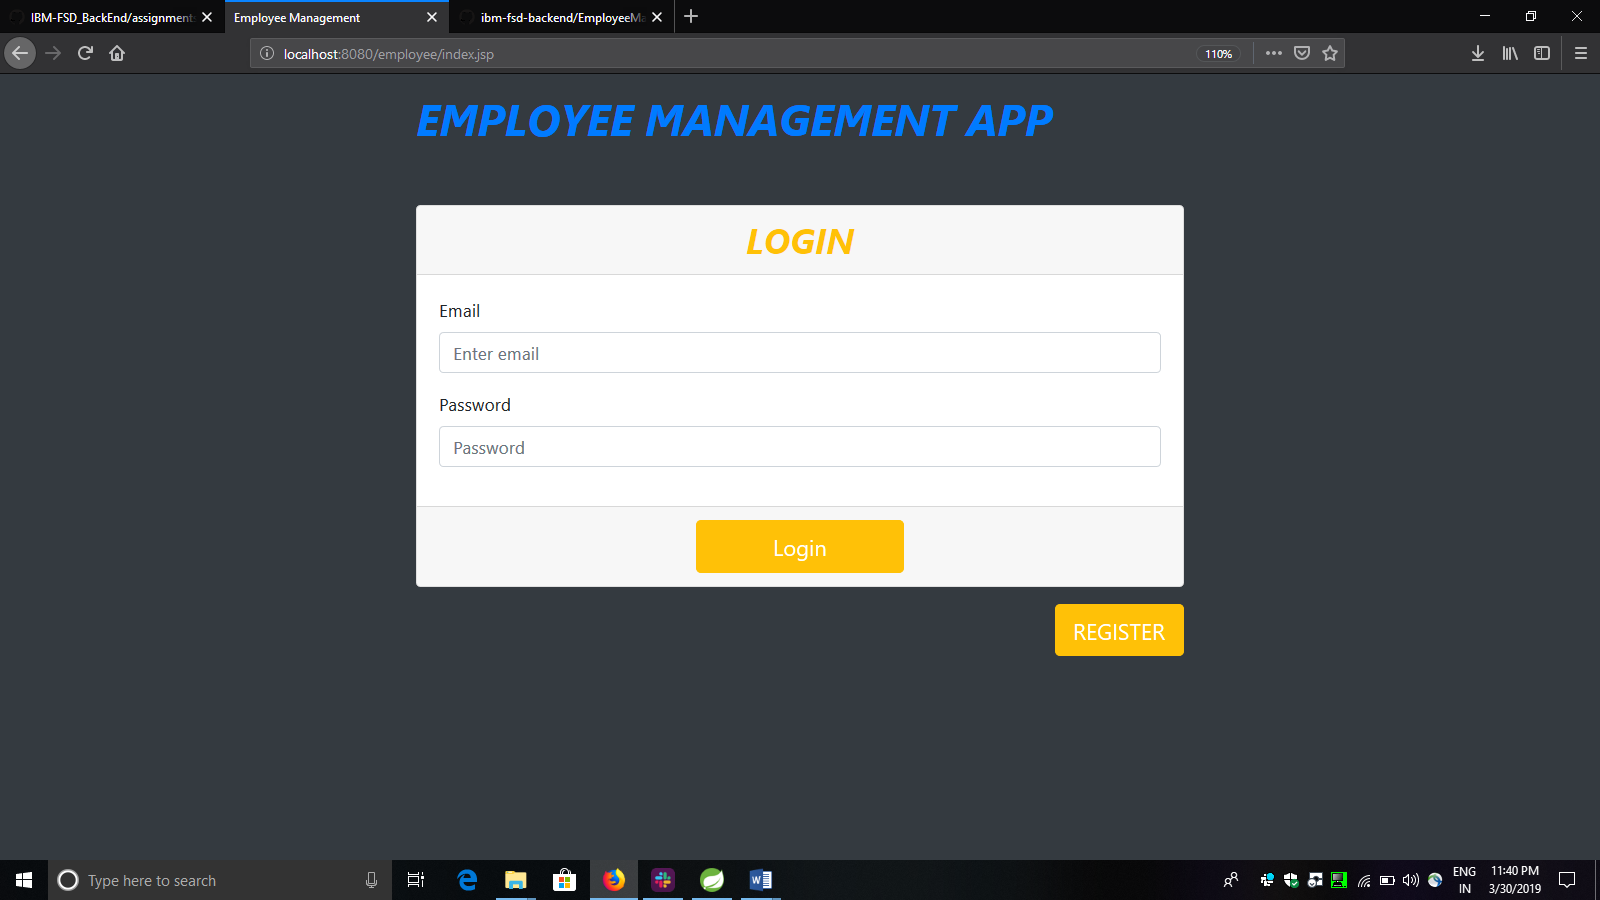 IBM-FSD_BackEnd/assignment
Employee Management
ibm-fsd-backend/EmployeeMa
localhost:8080/employee/index.jsp
110%
EMPLOYEE MANAGEMENT APP
LOGIN
Email
Enter email
Password
Password
Login
REGISTER
Type here to search
ENG
IN
11:40 PM
3/30/2019